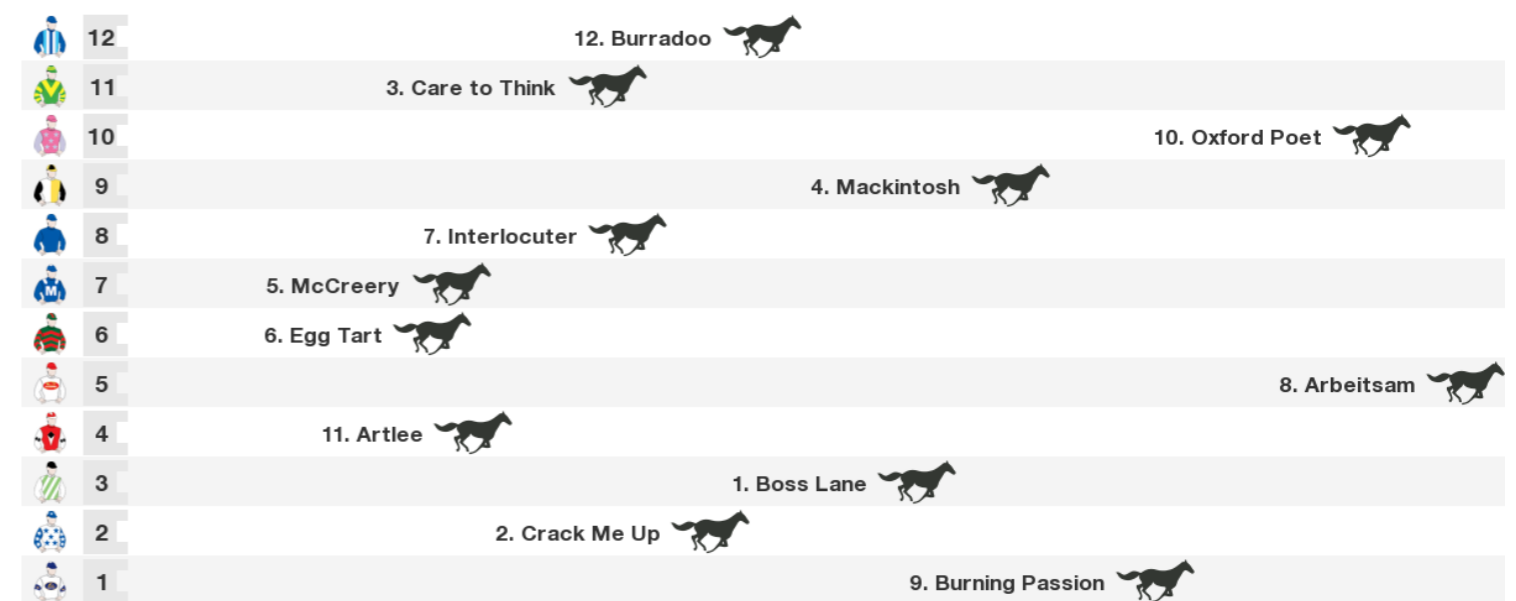 12 12. Burradoo
11 3. Care to Think
10 10. Oxford Poet
9 4. Mackintosh
8 7. Interlocuter
M 7 5. McCreery
6 6. Egg Tart
5 8. Arbeitsam
4 11. Artlee
3 1. Boss Lane
2 2. Crack Me Up
1 9. Burning Passion